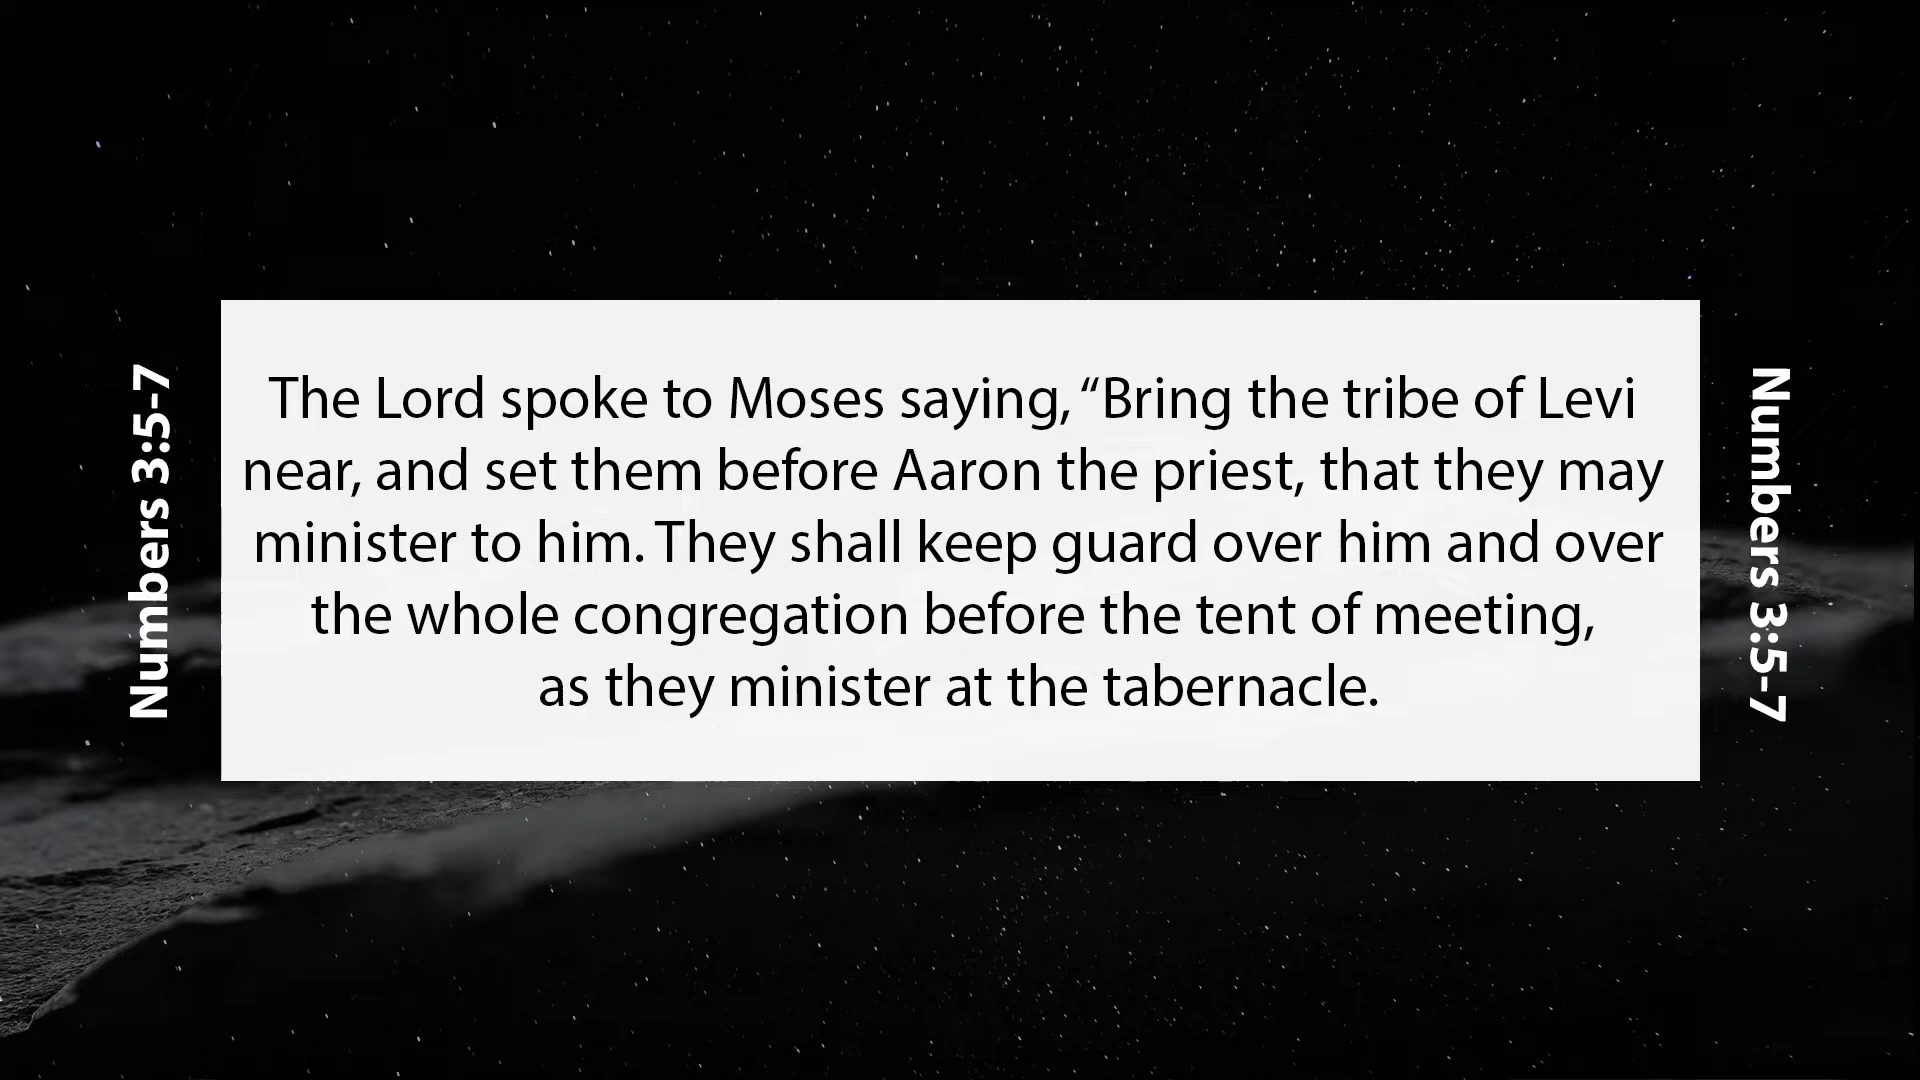 Numbers 3:5-7
The Lord spoke to Moses saying, “Bring the tribe of Levi
near, and set them before Aaron the priest, that they may
minister to him. They shall keep guard over him and over
the whole congregation before the tent of meeting,
as they minister at the tabernacle.
Numbers 3:5-7